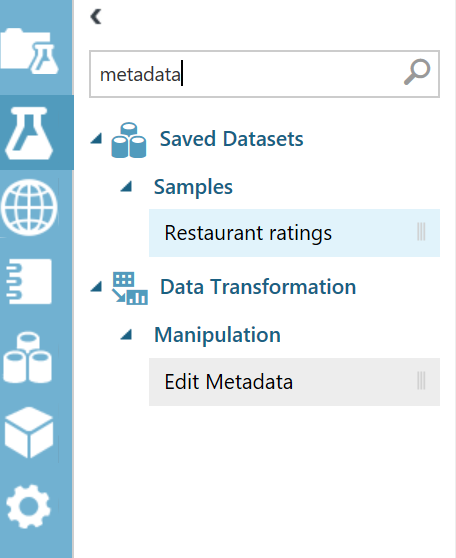 metadata
Saved Datasets
Samples
Restaurant ratings
Data Transformation
Manipulation
Edit Metadata